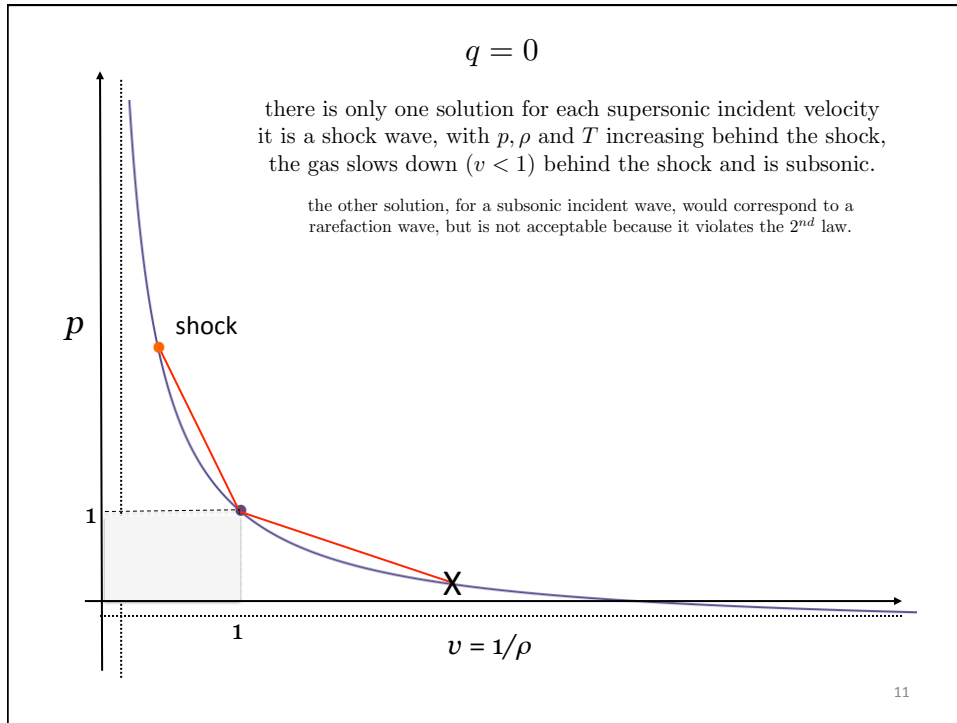 q = 0
there is only one solution for each supersonic incident velocity
it is a shock wave, with p, ρ and T increasing behind the shock,
the gas slows down (v < 1) behind the shock and is subsonic.
the other solution, for a subsonic incident wave, would correspond to a
rarefaction wave, but is not acceptable because it violates the 2nd law.
p
shock
1
X
1
v = 1/ρ
11